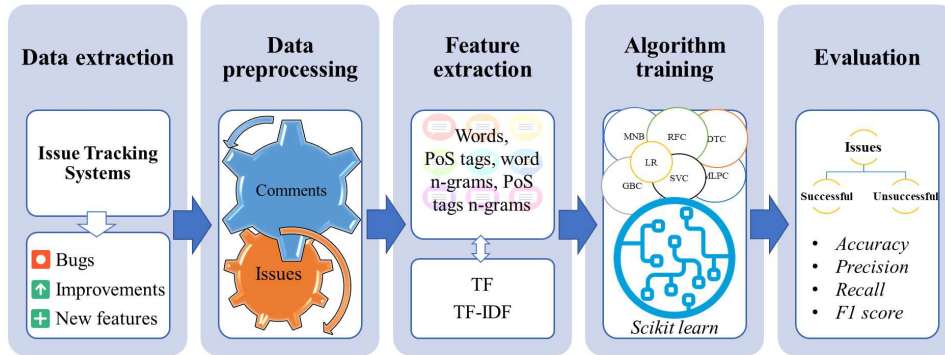 Data extraction
Issue Tracking
Systems
Bugs
Improvements
New features
Data
preprocessing
Comments
Issues
Feature
extraction
Words,
PoS tags, word
n-grams, PoS
tags n-grams
TF
TF-IDF
Algorithm
training
MNB
RFC
DTC
LR
GBC
SVC
MLPC
Scikit learn
Evaluation
Issues
Successful
Unsuccessful
• Accuracy
• Precision
• Recall
• F1 score